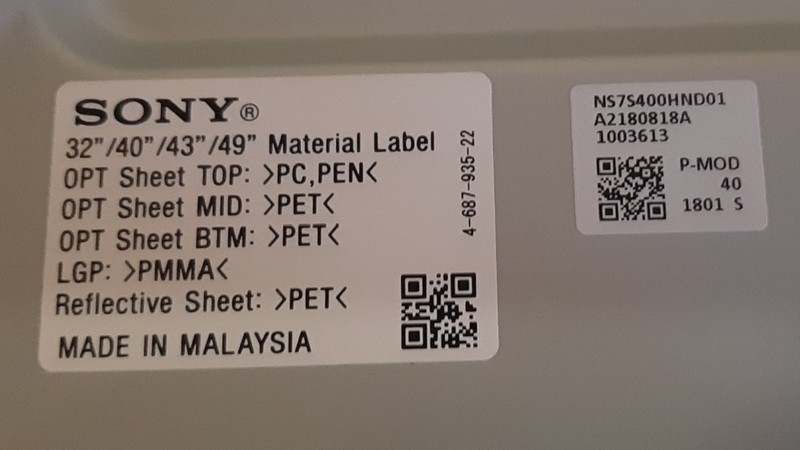 SONY®
32"/40"/43"/49" Material Label
OPT Sheet TOP: >PC,PEN<
OPT Sheet MID: >PET<
OPT Sheet BTM: >PET<
LGP: >PMMA<
Reflective Sheet: >PET<
MADE IN MALAYSIA
4-687-935-22
NS7S400HND01
A2180818A
1003613
P-MOD
40
1801 S